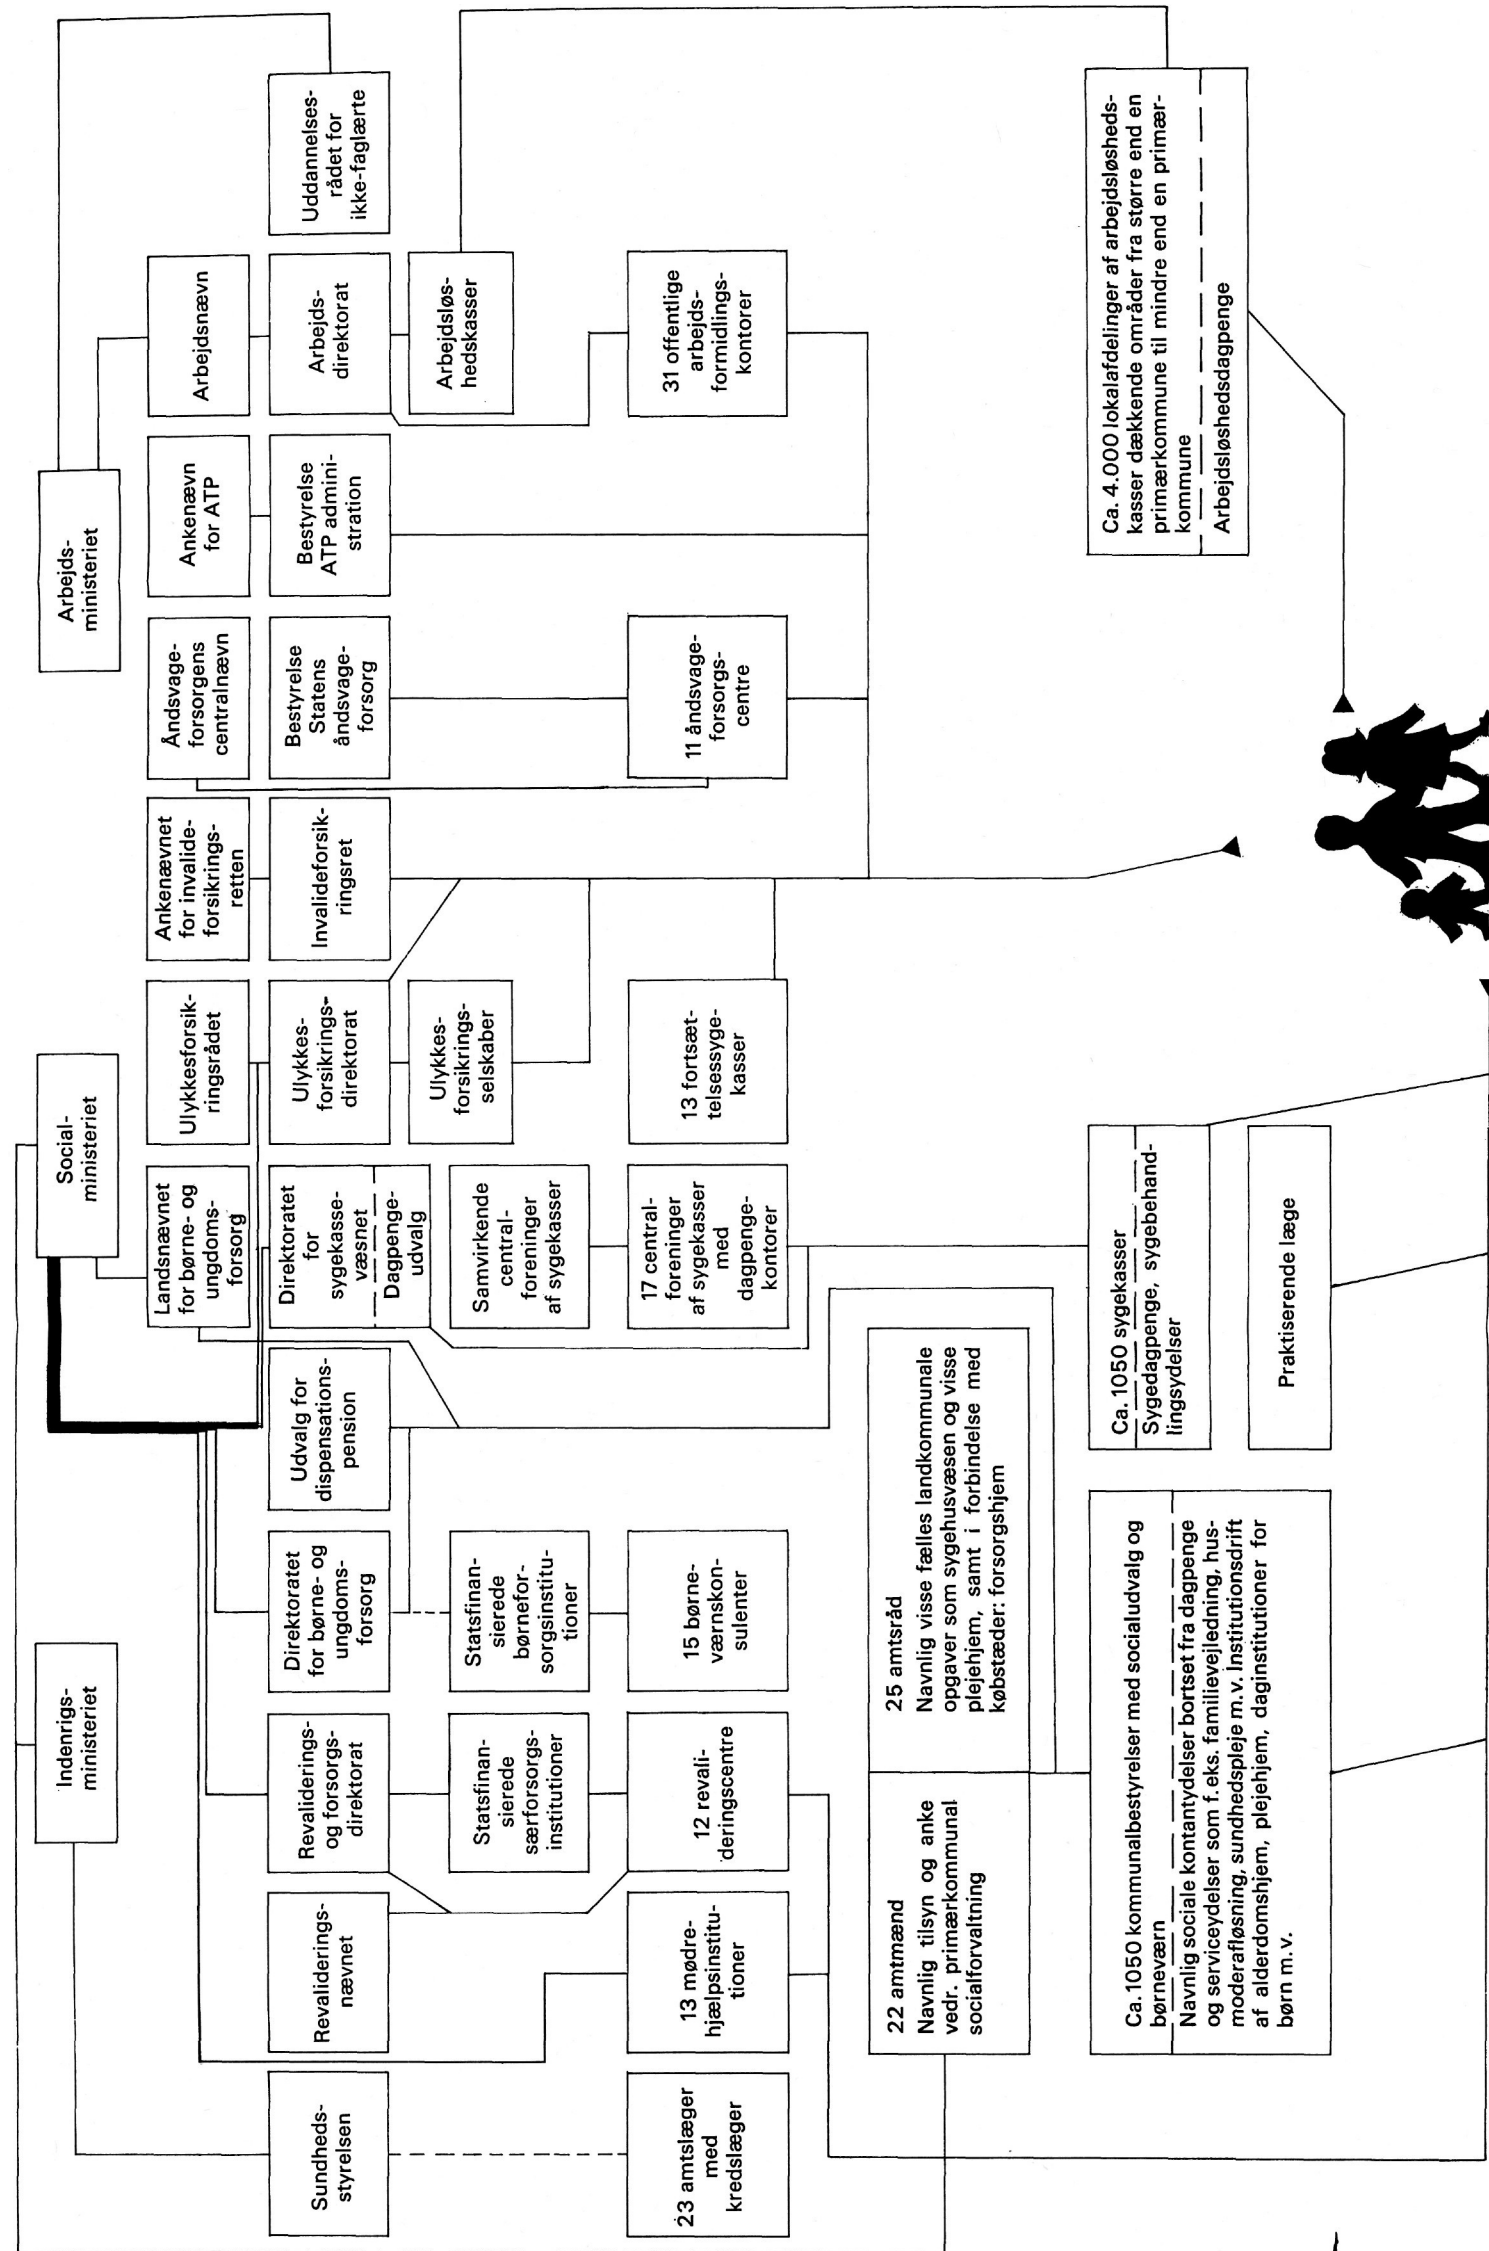 Indenrigs-
ministeriet
Social-
ministeriet
Arbejds-
ministeriet
Landsnævnet
for børne- og
ungdoms-
forsorg
Ulykkesforsik-
ringsrådet
Ankenævnet
for invalide-
forsikrings-
retten
Åndsvage-
forsorgens
centralnævn
Ankenævn
for ATP
Arbejdsnævn
Sundheds-
styrelsen
Revaliderings-
nævnet
Revaliderings-
og forsorgs-
direktorat
Direktoratet
for børne- og
ungdoms-
forsorg
Udvalg for
dispensations-
pension
Direktoratet
for
sygekasse-
væsnet
Dagpenge-
udvalg
Ulykkes-
forsikrings-
direktorat
Invalideforsik-
ringsret
Bestyrelse
Statens
åndsvage-
forsorg
Bestyrelse
ATP admini-
stration
Arbejds-
direktorat
Uddannelses-
rådet for
ikke-faglærte
Statsfinan-
sierede
særforsorgs-
institutioner
Statsfinan-
sierede
børnefor-
sorgsinstitu-
tioner
Samvirkende
central-
foreninger
af sygekasser
Ulykkes-
forsikrings-
selskaber
Arbejdsløs-
hedskasser
23 amtslæger
med
kredslæger
13 mødre-
hjælpsinstitu-
tioner
12 revali-
deringscentre
15 børne-
værnskon-
sulenter
17 central-
foreninger
af sygekasser
med
dagpenge-
kontorer
13 fortsæt-
telsessyge-
kasser
11 åndsvage-
forsorgs-
centre
31 offentlige
arbejds-
formidlings-
kontorer
22 amtmænd
Navnlig tilsyn og anke
vedr. primærkommunal
socialforvaltning
25 amtsråd
Navnlig visse fælles landkommunale
opgaver som sygehusvæsen og visse
plejehjem, samt i forbindelse med
købstæder: forsorgshjem
Ca. 1050 kommunalbestyrelser med socialudvalg og
børneværn
Navnlig sociale kontantydelser bortset fra dagpenge
og serviceydelser som f. eks. familievejledning, hus-
moderafløsning, sundhedspleje m.v. Institutionsdrift
af alderdomshjem, plejehjem, daginstitutioner for
børn m.v.
Ca. 1050 sygekasser
Sygedagpenge, sygebehand-
lingsydelser
Praktiserende læge
Ca. 4.000 lokalafdelinger af arbejdsløsheds-
kasser dækkende områder fra større end en
primærkommune til mindre end en primær-
kommune
Arbejdsløshedsdagpenge